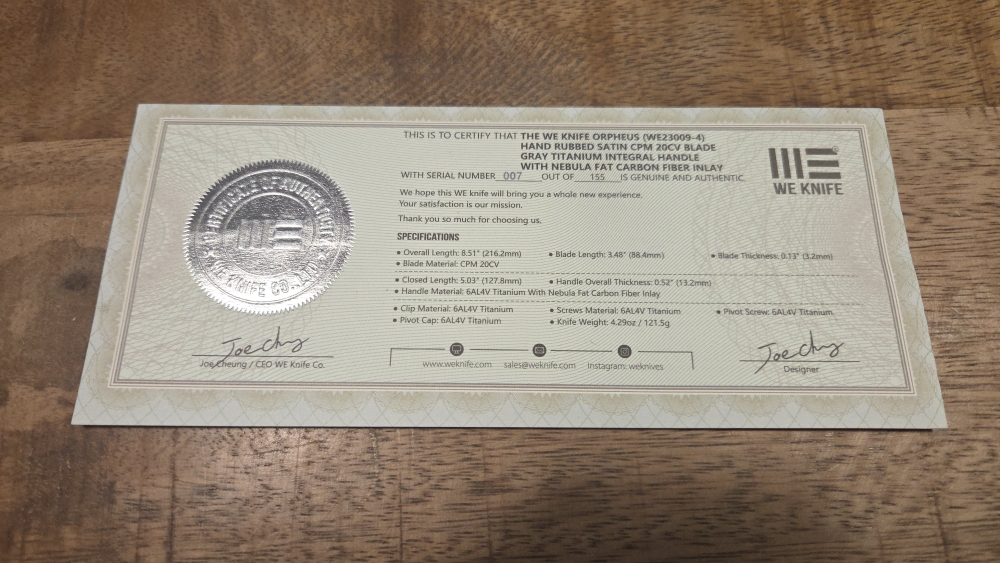 THIS IS TO CERTIFY THAT THE WE KNIFE ORPHEUS (WE23009-4)
HAND RUBBED SATIN CPM 20CV BLADE
GRAY TITANIUM INTEGRAL HANDLE
WITH NEBULA FAT CARBON FIBER INLAY
WITH SERIAL NUMBER 007 OUT OF 155 IS GENUINE AND AUTHENTIC.
WE KNIFE
We hope this WE knife will bring you a whole new experience.
Your satisfaction is our mission.
Thank you so much for choosing us.
CERTIFICATE OF AUTHENTICITY
WE KNIFE CO., LTD
SPECIFICATIONS
• Overall Length: 8.51" (216.2mm) • Blade Length: 3.48" (88.4mm) • Blade Thickness: 0.13" (3.2mm)
• Blade Material: CPM 20CV
• Closed Length: 5.03" (127.8mm) • Handle Overall Thickness: 0.52" (13.2mm)
• Handle Material: 6AL4V Titanium With Nebula Fat Carbon Fiber Inlay
• Clip Material: 6AL4V Titanium • Screws Material: 6AL4V Titanium • Pivot Screw: 6AL4V Titanium
• Pivot Cap: 6AL4V Titanium • Knife Weight: 4.29oz / 121.5g
Joe Cheung / CEO WE Knife Co.
www.weknife.com sales@weknife.com Instagram: weknives
Designer